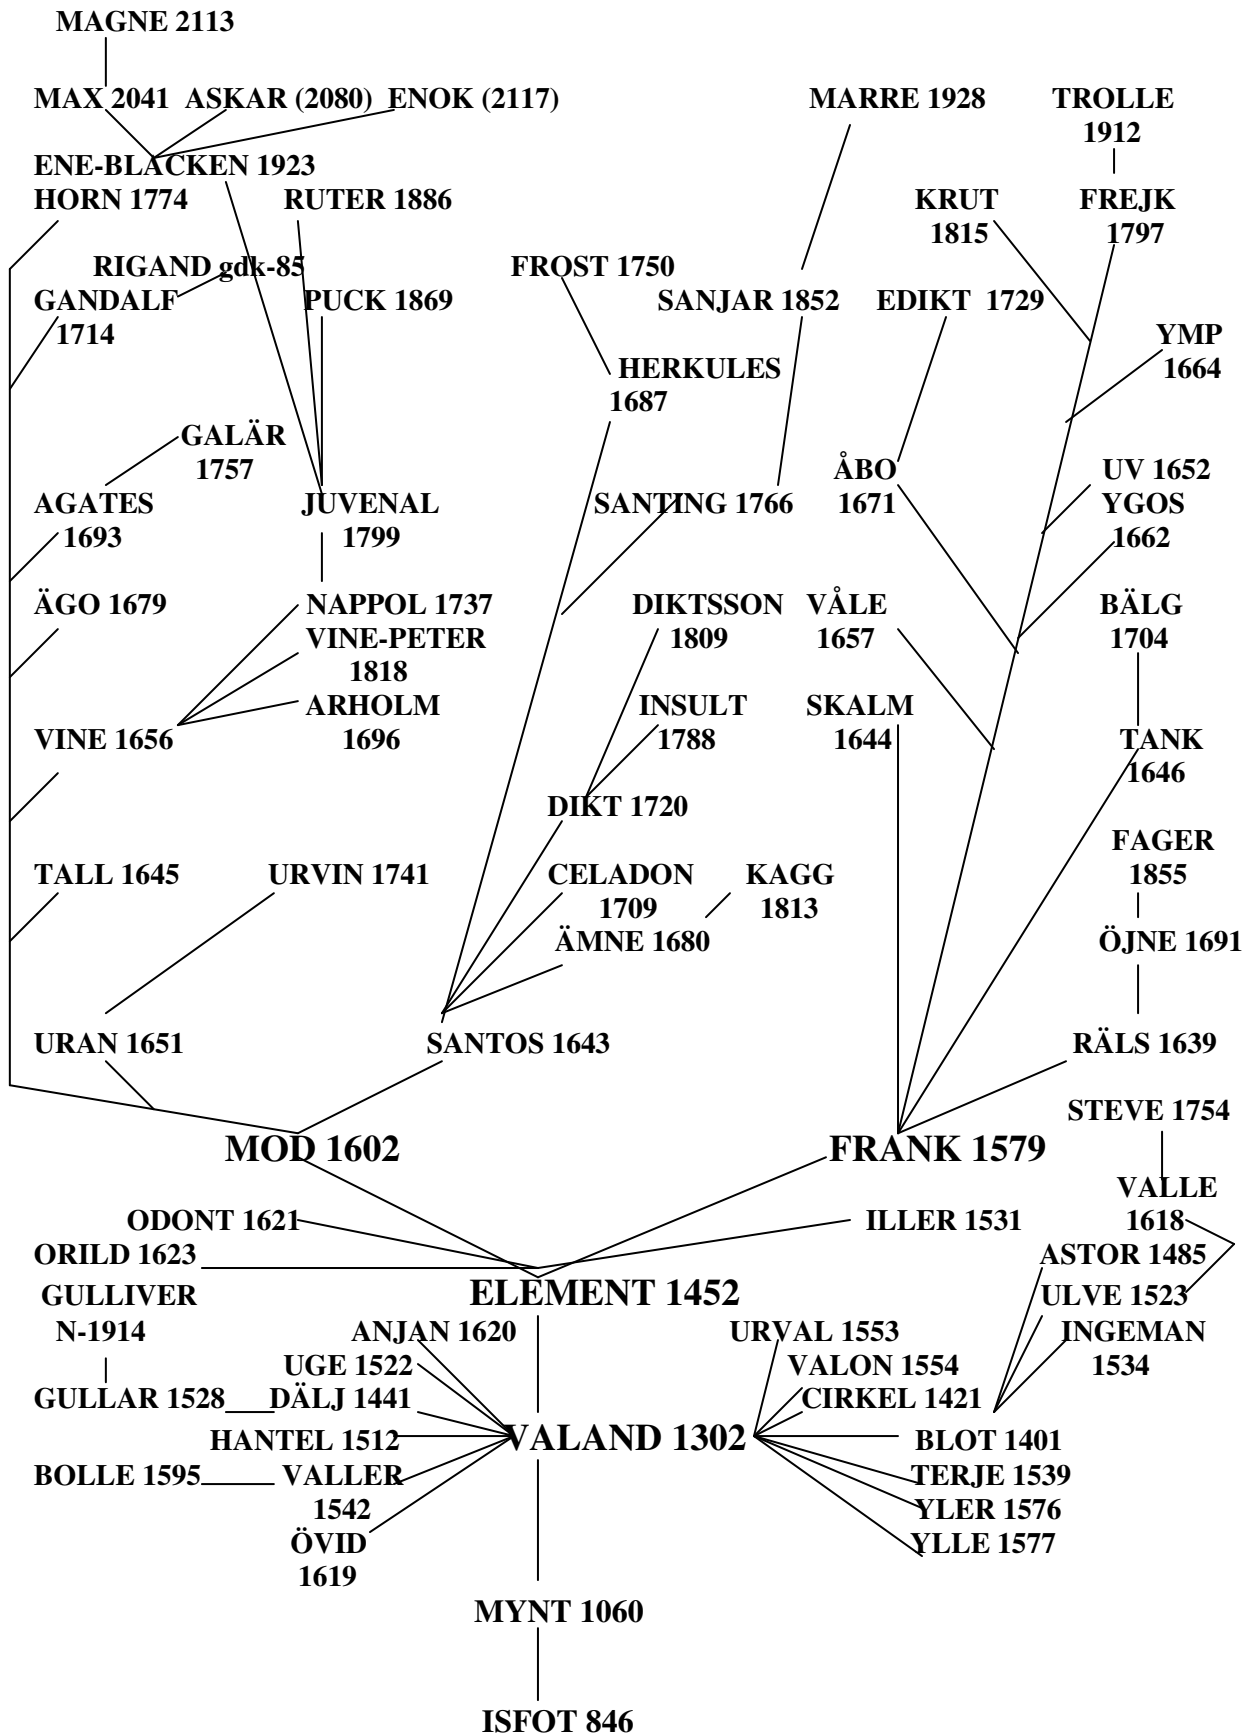 MAGNE 2113
MAX 2041 ASKAR (2080) ENOK (2117) MARRE 1928 TROLLE
1912
ENE-BLACKEN 1923
HORN 1774 RUTER 1886 KRUT FREJK
1815 1797
RIGAND gdk-85 FROST 1750
GANDALF PUCK 1869 SANJAR 1852 EDIKT 1729
1714 YMP
1664
HERKULES
1687
GALÄR
1757 ÅBO UV 1652
1671
AGATES JUVENAL SANTING 1766 YGOS
1693 1799 1662
ÄGO 1679 NAPPOL 1737 DIKTSSON VÅLE BÄLG
VINE-PETER 1809 1657 1704
1818
ARHOLM INSULT SKALM
1696 1788 1644
VINE 1656 TANK
1646
DIKT 1720
FAGER
1855
TALL 1645 URVIN 1741 CELADON KAGG
1709 1813
ÄMNE 1680 ÖJNE 1691
URAN 1651 SANTOS 1643 RÄLS 1639
STEVE 1754
MOD 1602 FRANK 1579
VALLE
1618
ODONT 1621 ILLER 1531
ORILD 1623 ASTOR 1485
GULLIVER ELEMENT 1452 ULVE 1523
N-1914 ANJAN 1620 URVAL 1553 INGEMAN
1534
UGE 1522 VALON 1554
GULLAR 1528 DÄLJ 1441 CIRKEL 1421
HANTEL 1512 VALAND 1302 BLOT 1401
BOLLE 1595 VALLER TERJE 1539
1542 YLER 1576
ÖVID YLLE 1577
1619
MYNT 1060
ISFOT 846